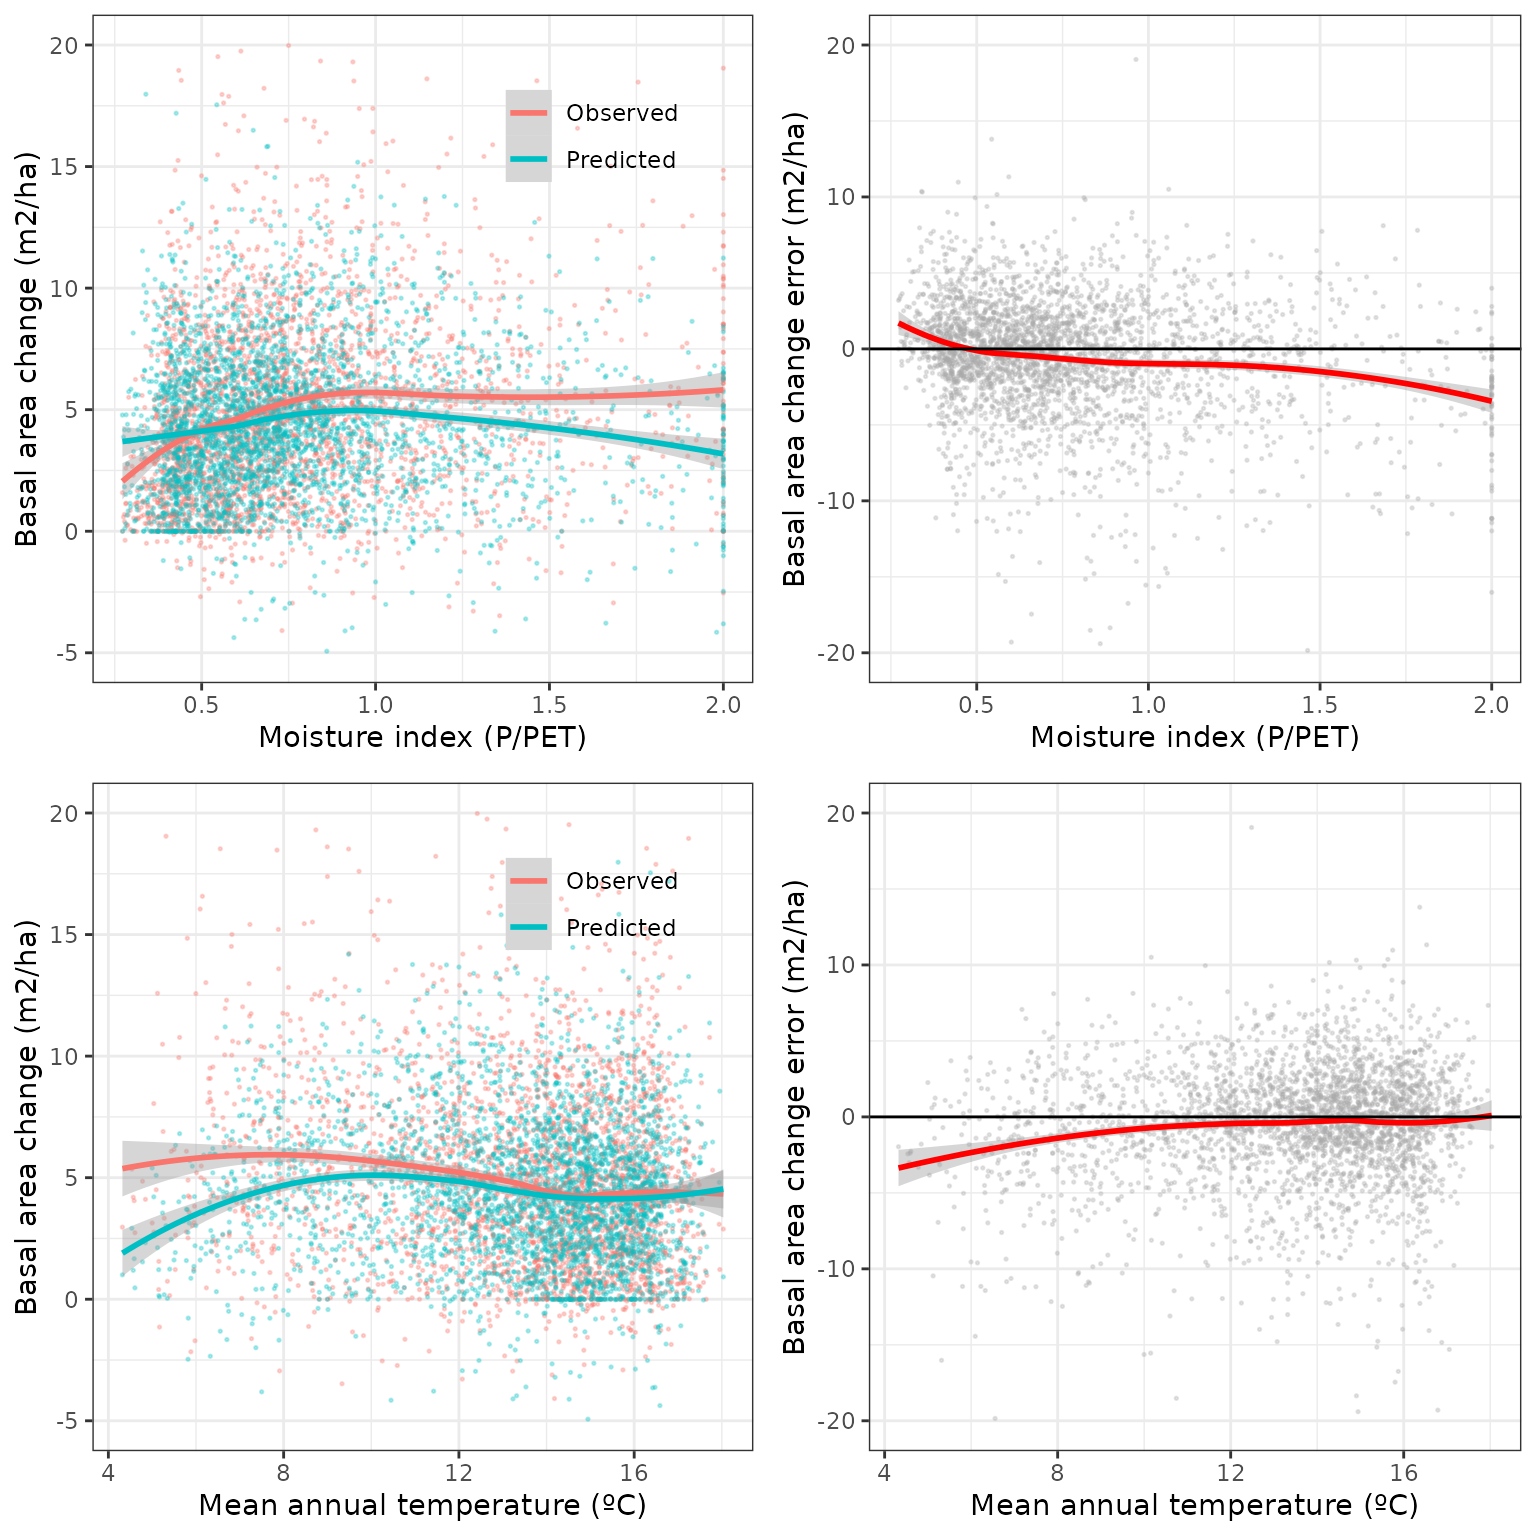 Basal area change (m2/ha)
20
15
10
5
0
-5
Observed
Predicted
0.5 1.0 1.5 2.0
Moisture index (P/PET)
Basal area change error (m2/ha)
20
10
0
-10
-20
0.5 1.0 1.5 2.0
Moisture index (P/PET)
Basal area change (m2/ha)
20
15
10
5
0
-5
Observed
Predicted
4 8 12 16
Mean annual temperature (ºC)
Basal area change error (m2/ha)
20
10
0
-10
-20
4 8 12 16
Mean annual temperature (ºC)